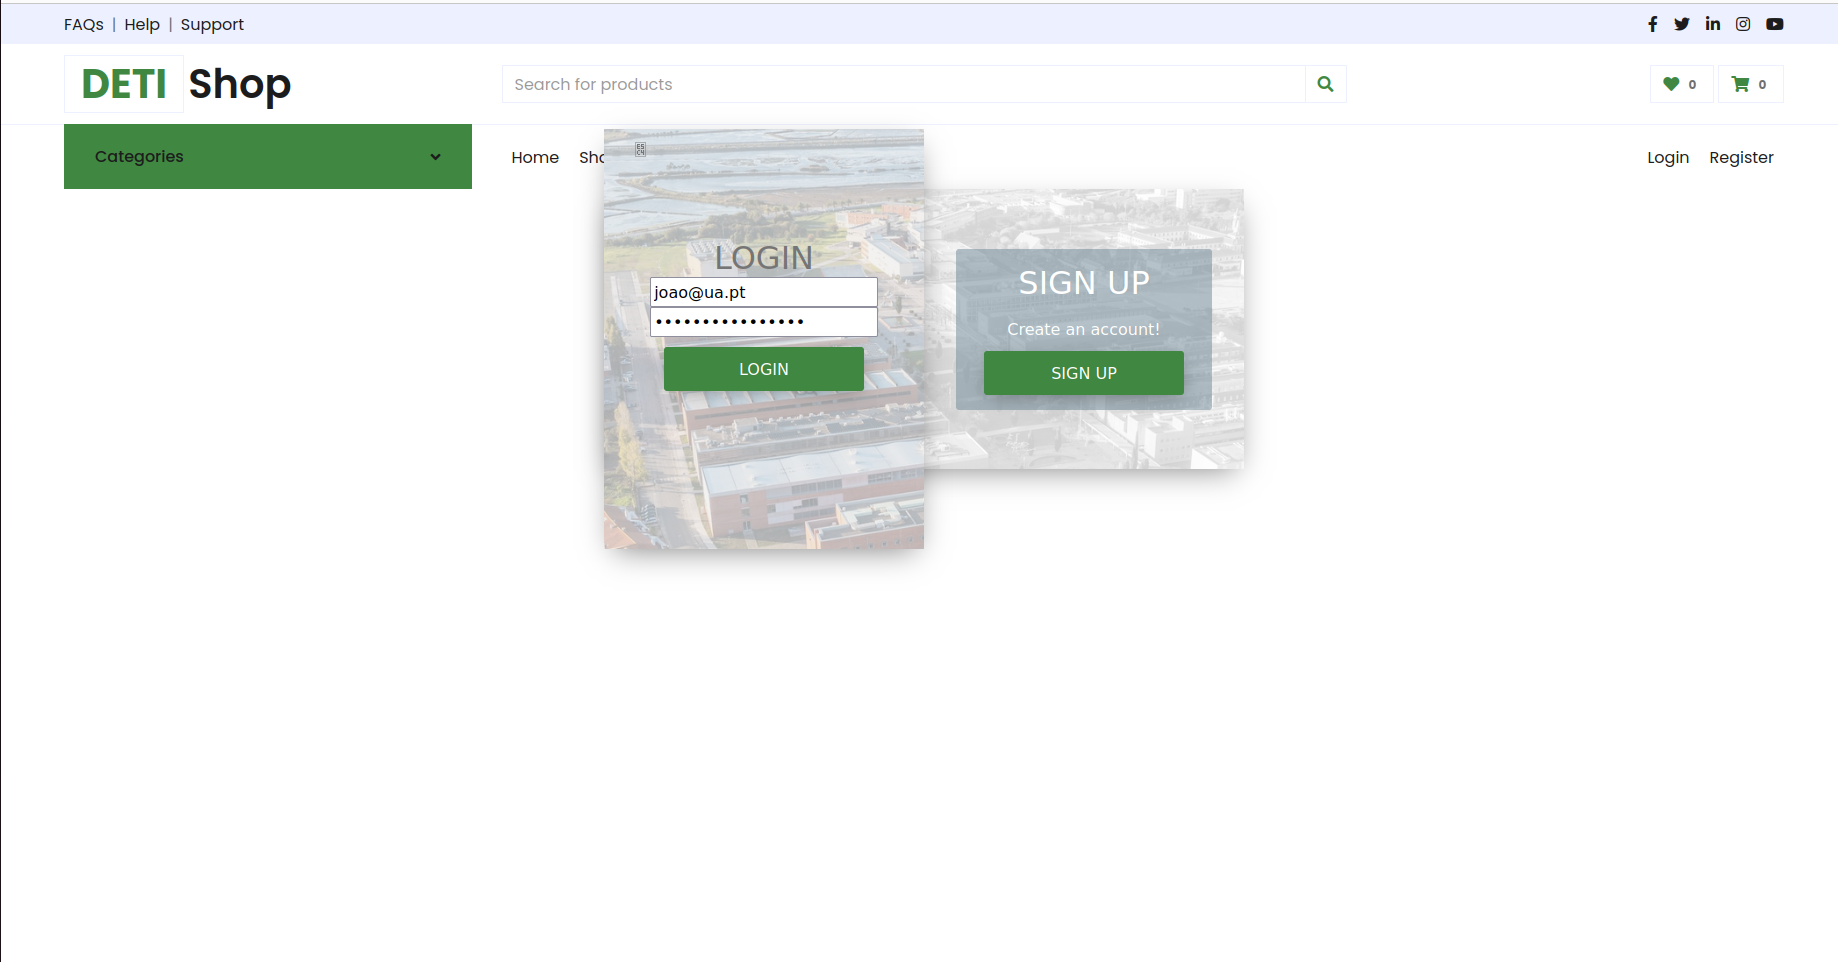 FAQs | Help | Support
DETI Shop
Search for products
0
0
Categories
Home
Login
Register
LOGIN
joao@ua.pt
••••••••••••••••
LOGIN
SIGN UP
Create an account!
SIGN UP